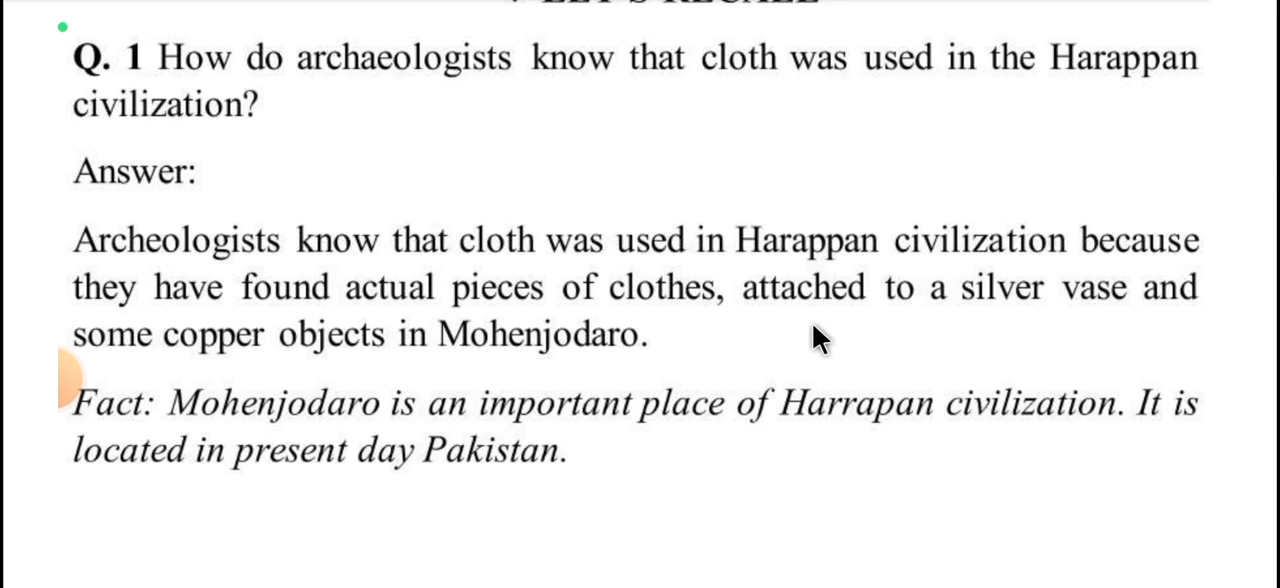 Q. 1 How do archaeologists know that cloth was used in the Harappan
civilization?
Answer:
Archeologists know that cloth was used in Harappan civilization because
they have found actual pieces of clothes, attached to a silver vase and
some copper objects in Mohenjodaro.
Fact: Mohenjodaro is an important place of Harrapan civilization. It is
located in present day Pakistan.